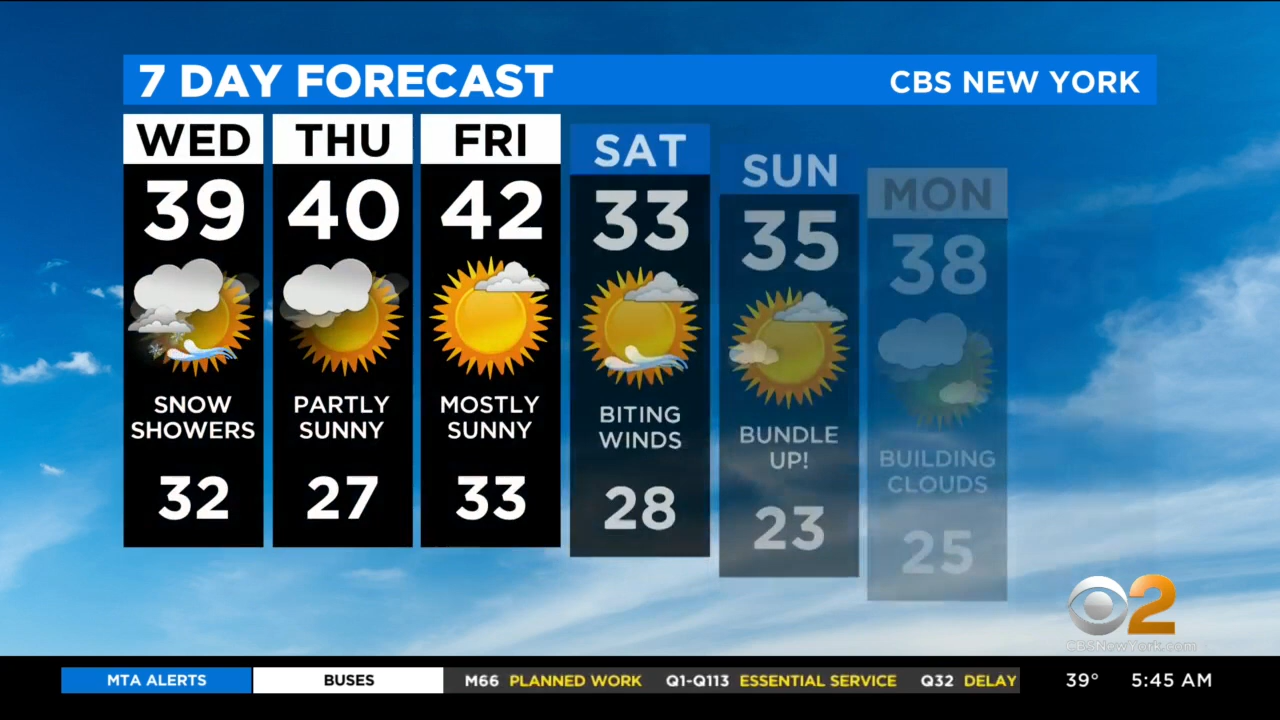 7 DAY FORECAST
CBS NEW YORK
WED
39
SNOW
SHOWERS
32
THU
40
PARTLY
SUNNY
27
FRI
42
MOSTLY
SUNNY
33
SAT
33
BITING
WINDS
28
SUN
35
BUNDLE
UP!
23
MON
38
BUILDING
CLOUDS
25
2
CBSNewYork.com
MTA ALERTS
BUSES
M66 PLANNED WORK Q1-Q113 ESSENTIAL SERVICE Q32 DELAY
39° 5:45 AM